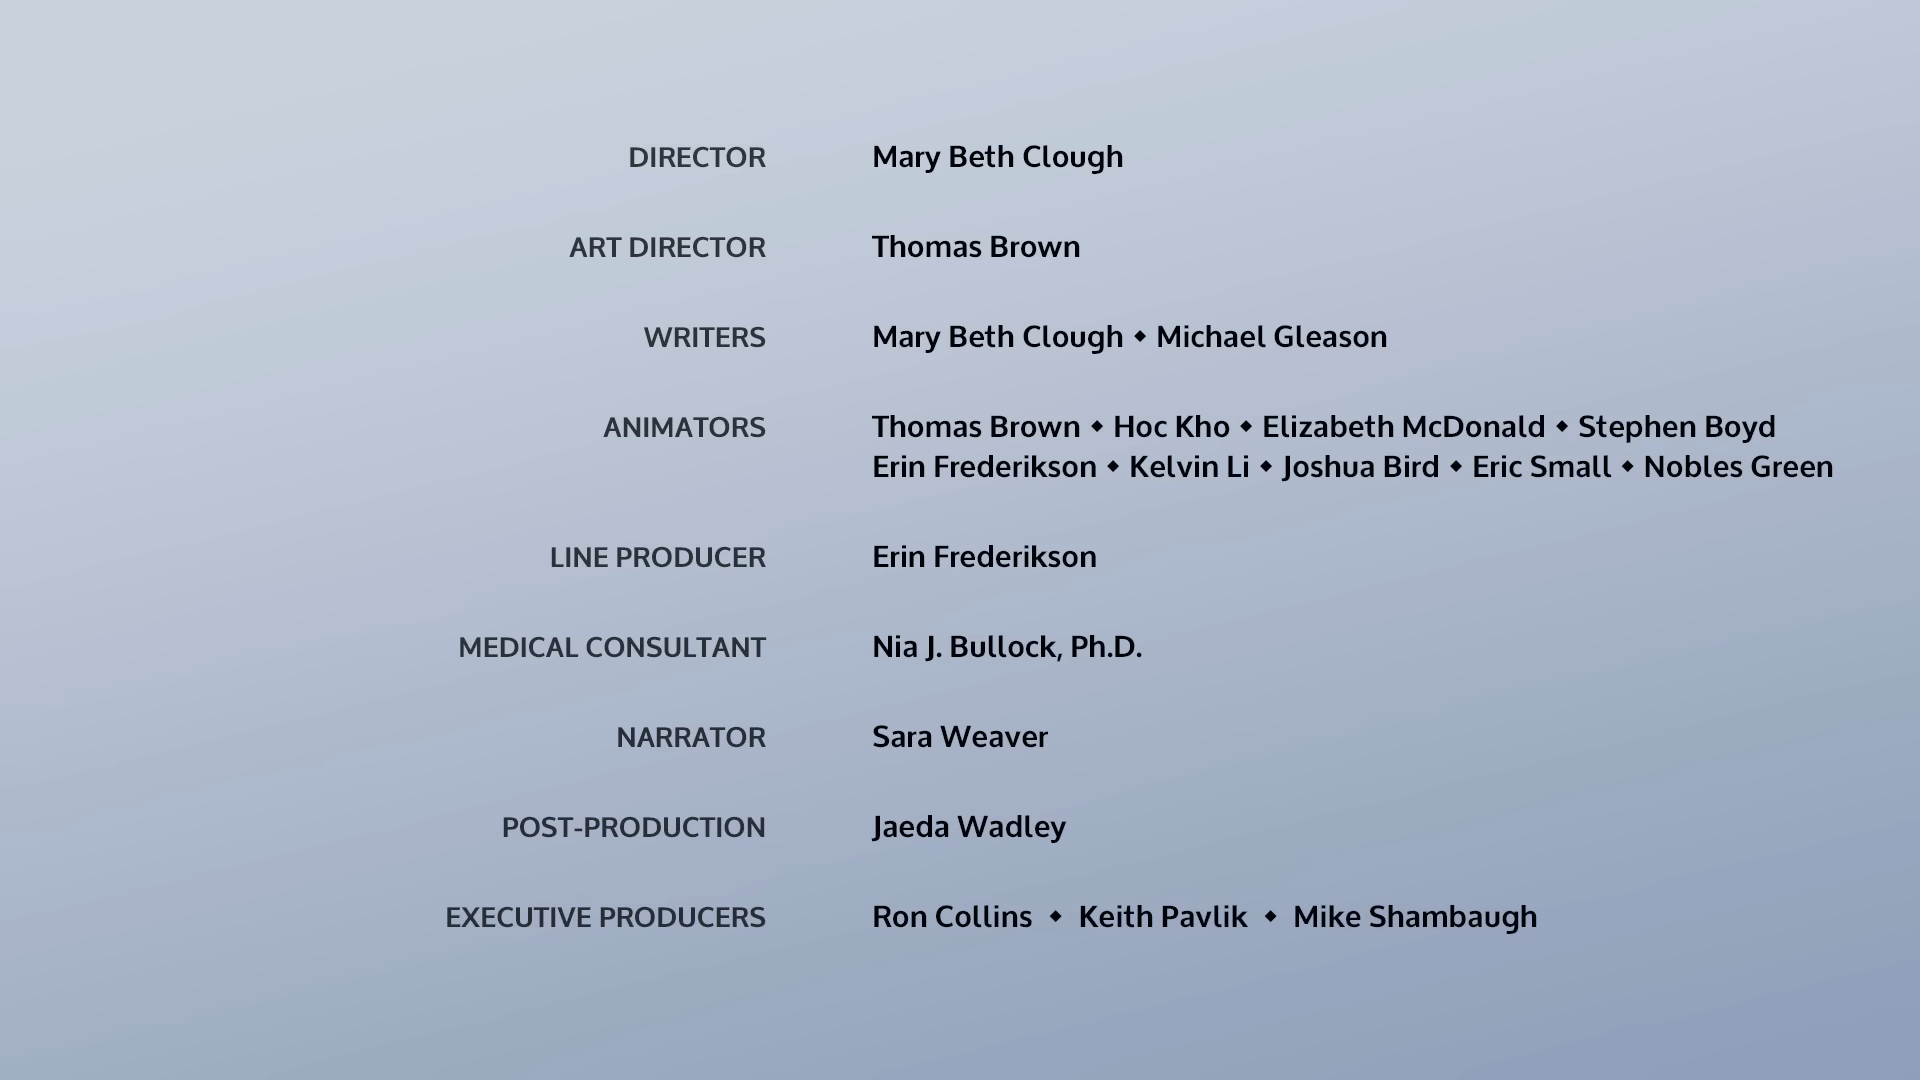 DIRECTOR Mary Beth Clough
ART DIRECTOR Thomas Brown
WRITERS Mary Beth Clough ◆ Michael Gleason
ANIMATORS Thomas Brown ◆ Hoc Kho ◆ Elizabeth McDonald ◆ Stephen Boyd
Erin Frederikson ◆ Kelvin Li ◆ Joshua Bird ◆ Eric Small ◆ Nobles Green
LINE PRODUCER Erin Frederikson
MEDICAL CONSULTANT Nia J. Bullock, Ph.D.
NARRATOR Sara Weaver
POST-PRODUCTION Jaeda Wadley
EXECUTIVE PRODUCERS Ron Collins ◆ Keith Pavlik ◆ Mike Shambaugh